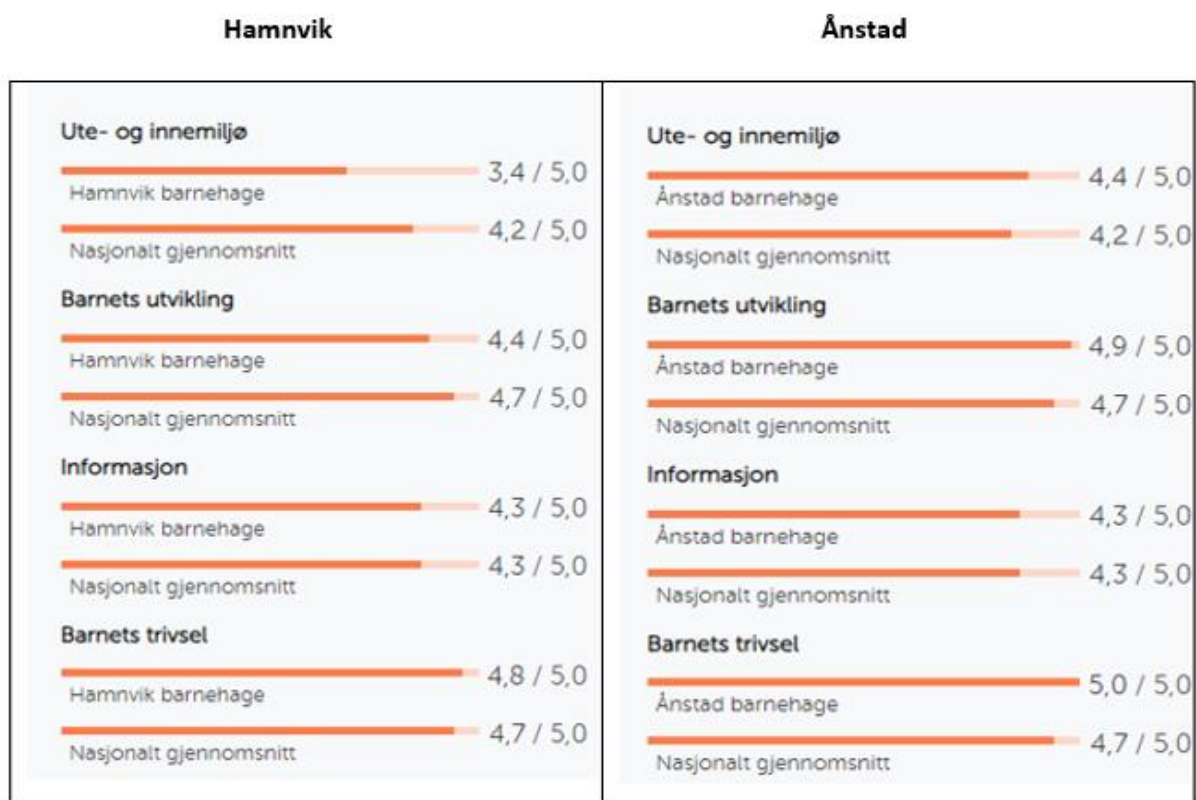 Hamnvik
Ånstad
Ute- og innemiljø
3,4 / 5,0
Hamnvik barnehage
4,2 / 5,0
Nasjonalt gjennomsnitt
Barnets utvikling
4,4 / 5,0
Hamnvik barnehage
4,7 / 5,0
Nasjonalt gjennomsnitt
Informasjon
4,3 / 5,0
Hamnvik barnehage
4,3 / 5,0
Nasjonalt gjennomsnitt
Barnets trivsel
4,8 / 5,0
Hamnvik barnehage
4,7 / 5,0
Nasjonalt gjennomsnitt
Ute- og innemiljø
4,4 / 5,0
Ånstad barnehage
4,2 / 5,0
Nasjonalt gjennomsnitt
Barnets utvikling
4,9 / 5,0
Ånstad barnehage
4,7 / 5,0
Nasjonalt gjennomsnitt
Informasjon
4,3 / 5,0
Ånstad barnehage
4,3 / 5,0
Nasjonalt gjennomsnitt
Barnets trivsel
5,0 / 5,0
Ånstad barnehage
4,7 / 5,0
Nasjonalt gjennomsnitt